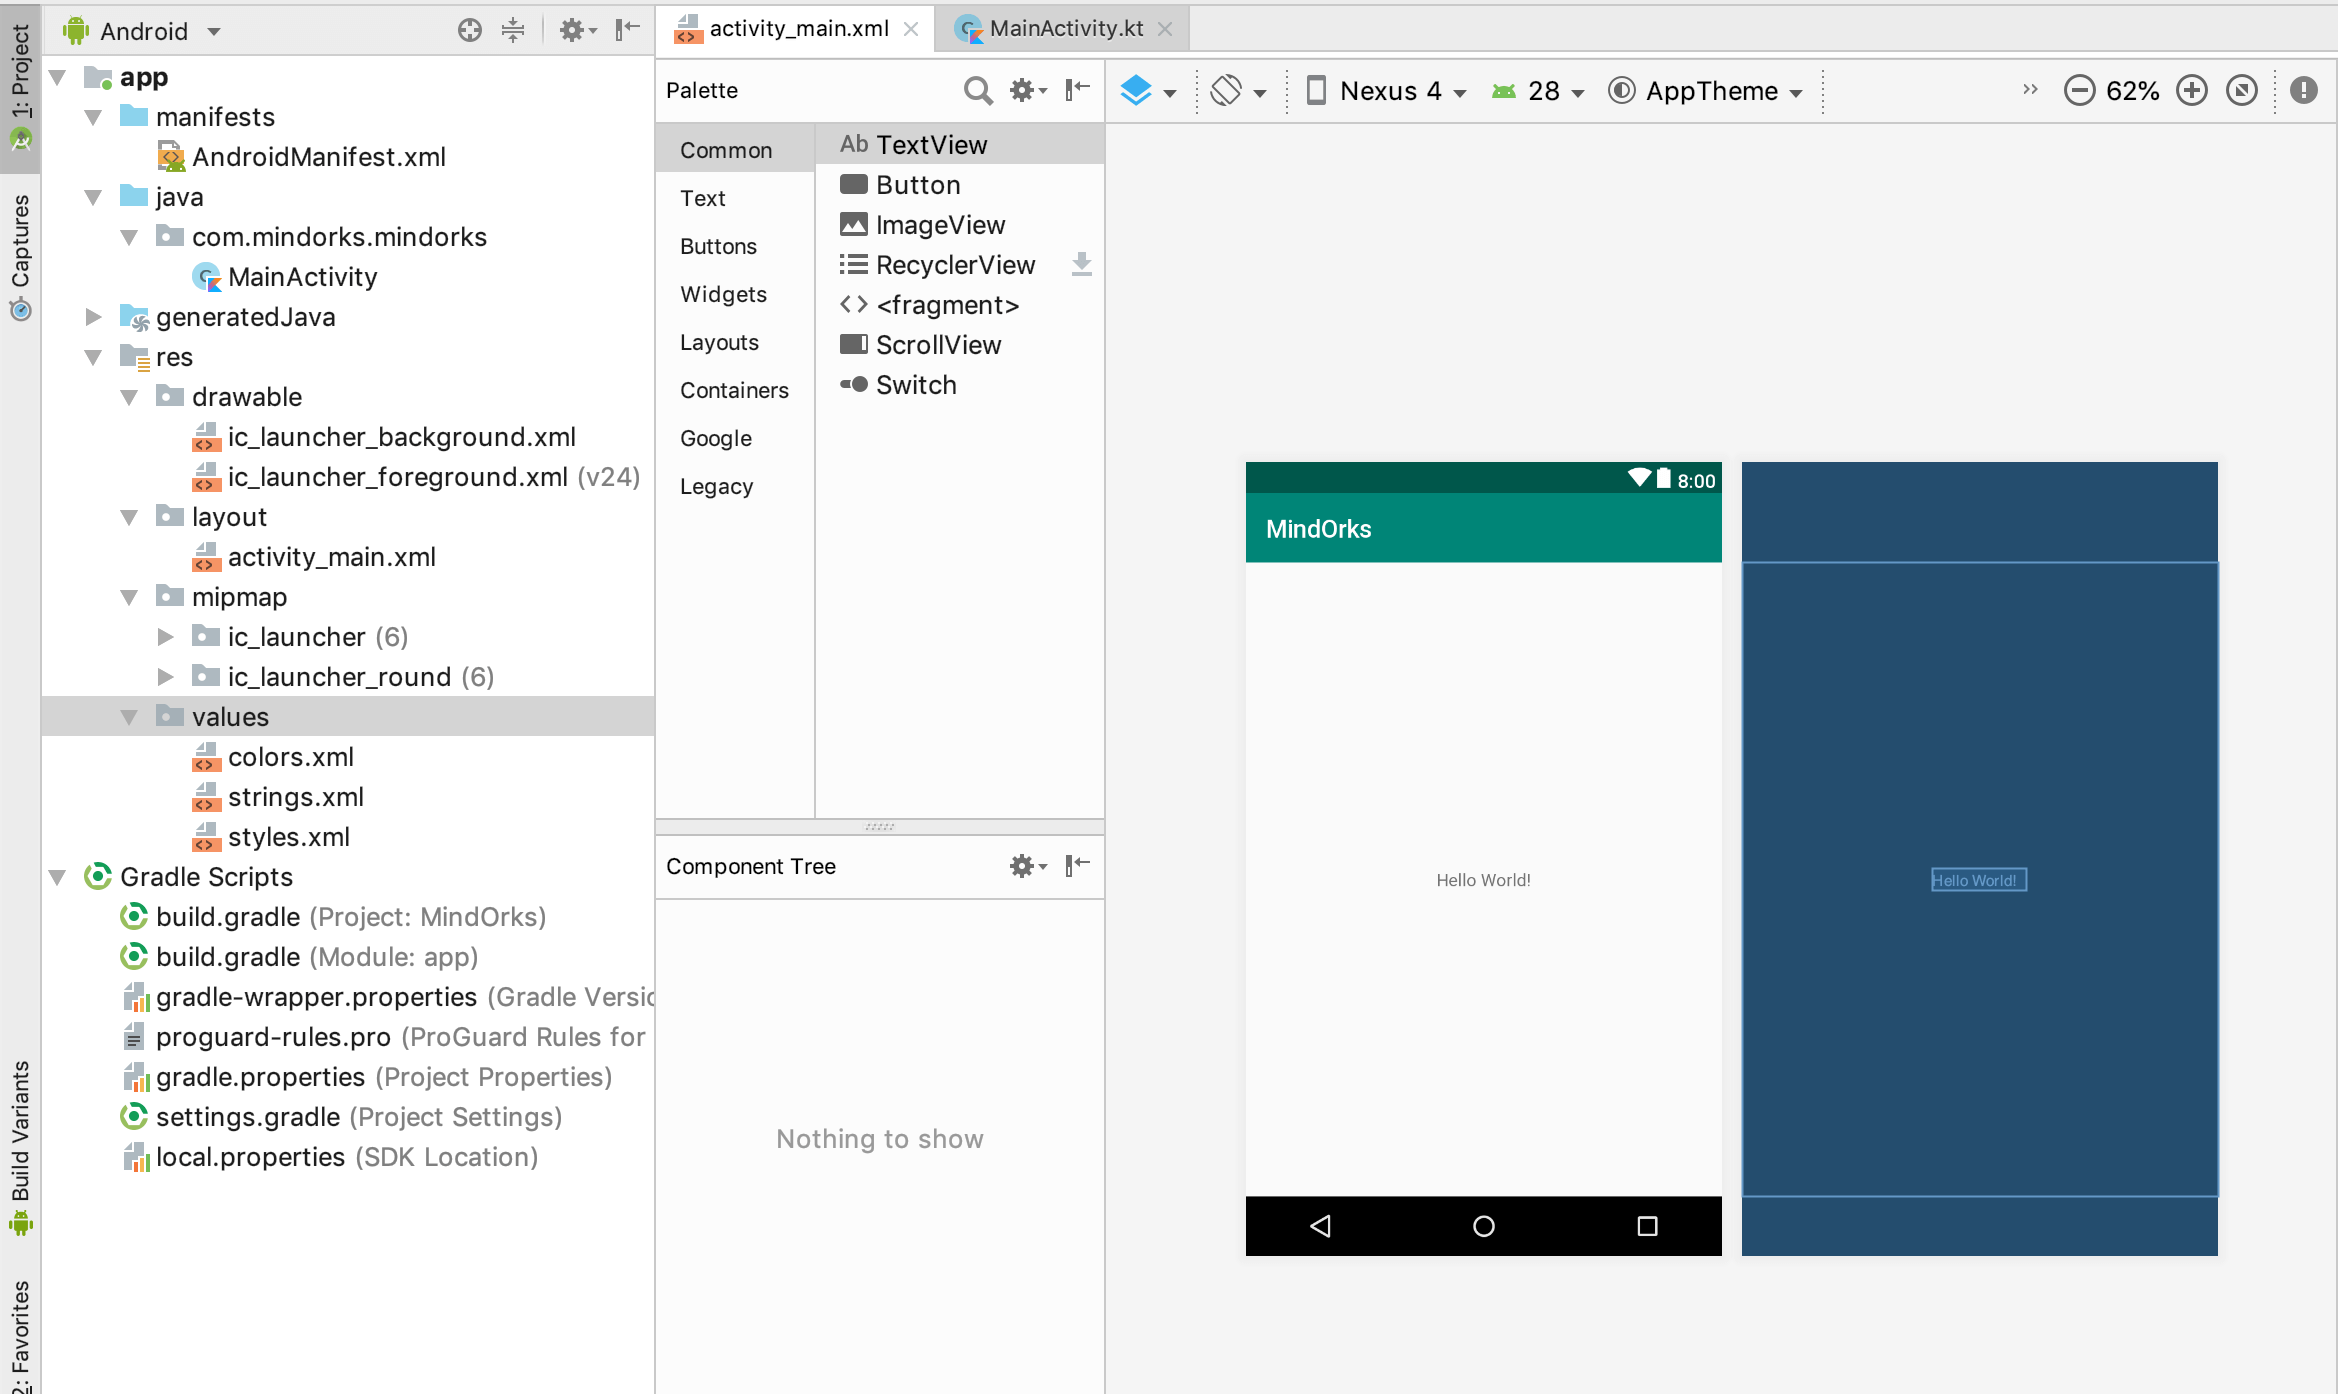 1: Project
Captures
Build Variants
2: Favorites
Android
app
manifests
AndroidManifest.xml
java
com.mindorks.mindorks
MainActivity
generatedJava
res
drawable
ic_launcher_background.xml
ic_launcher_foreground.xml (v24)
layout
activity_main.xml
mipmap
ic_launcher (6)
ic_launcher_round (6)
values
colors.xml
strings.xml
styles.xml
Gradle Scripts
build.gradle (Project: MindOrks)
build.gradle (Module: app)
gradle-wrapper.properties (Gradle Versio
proguard-rules.pro (ProGuard Rules for
gradle.properties (Project Properties)
settings.gradle (Project Settings)
local.properties (SDK Location)
activity_main.xml
MainActivity.kt
Palette
Common
Text
Buttons
Widgets
Layouts
Containers
Google
Legacy
Ab TextView
Button
ImageView
RecyclerView
<fragment>
ScrollView
Switch
Component Tree
Nothing to show
Nexus 4
28
AppTheme
62%
8:00
MindOrks
Hello World!
Hello World!